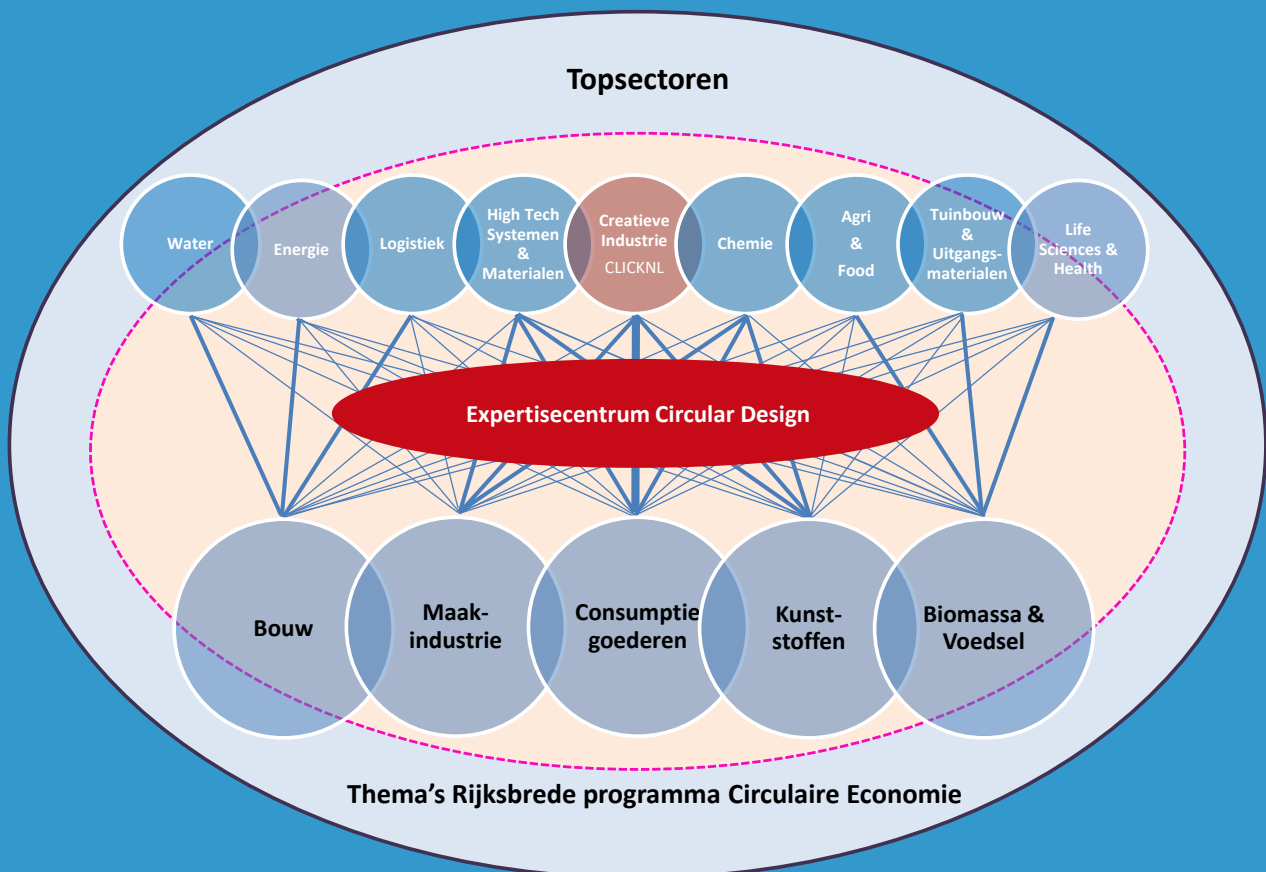 Topsectoren
Water
Energie
Logistiek
High Tech
Systemen
&
Materialen
Creatieve
Industrie
CLICKNL
Chemie
Agri
&
Food
Tuinbouw
&
Uitgangs-
materialen
Life
Sciences &
Health
Expertisecentrum Circular Design
Bouw
Maak-
industrie
Consumptie
goederen
Kunst-
stoffen
Biomassa &
Voedsel
Thema's Rijksbrede programma Circulaire Economie